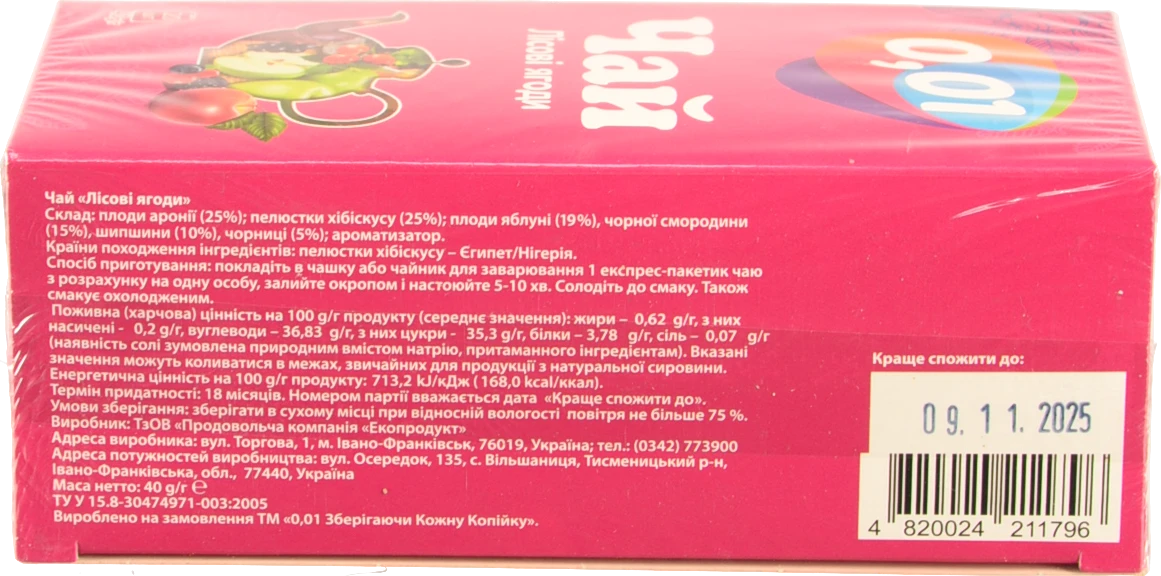 0,01
Чай
Лісові ягоди
Чай «Лісові ягоди»
Склад: плоди аронії (25%); пелюстки хібіскусу (25%); плоди яблуні (19%), чорної смородини
(15%), шипшини (10%), чорниці (5%); ароматизатор.
Країни походження інгредієнтів: пелюстки хібіскусу – Єгипет/Нігерія.
Спосіб приготування: покладіть в чашку або чайник для заварювання 1 експрес-пакетик чаю
з розрахунку на одну особу, залийте окропом і настоюйте 5-10 хв. Солодіть до смаку. Також
смакує охолодженим.
Поживна (харчова) цінність на 100 g/г продукту (середнє значення): жири – 0,62 g/г, з них
насичені - 0,2 g/г, вуглеводи – 36,83 g/г, з них цукри - 35,3 g/г, білки – 3,78 g/г, сіль – 0,07 g/г
(наявність солі зумовлена природним вмістом натрію, притаманного інгредієнтам). Вказані
значення можуть коливатися в межах, звичайних для продукції з натуральної сировини.
Енергетична цінність на 100 g/г продукту: 713,2 kJ/кДж (168,0 kcal/ккал).
Термін придатності: 18 місяців. Номером партії вважається дата «Краще спожити до».
Умови зберігання: зберігати в сухому місці при відносній вологості повітря не більше 75 %.
Виробник: ТзОВ «Продовольча компанія «Екопродукт»
Адреса виробника: вул. Торгова, 1, м. Івано-Франківськ, 76019, Україна; тел.: (0342) 773900
Адреса потужностей виробництва: вул. Осередок, 135, с. Вільшаниця, Тисменицький р-н,
Івано-Франківська, обл., 77440, Україна
Маса нетто: 40 g/г ℮
ТУ У 15.8-30474971-003:2005
Вироблено на замовлення ТМ «0,01 Зберігаючи Кожну Копійку».
Краще спожити до:
09.11.2025
4 820024 211796